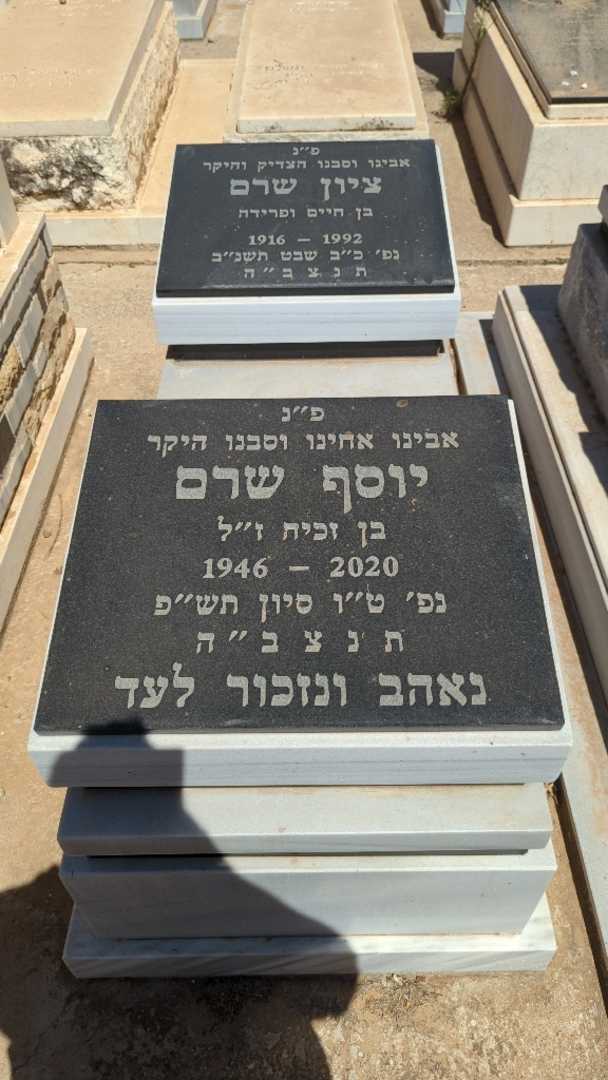 פ״נ
אבינו וסבנו הצדיק והיקר
ציון שרם
בן חיים ופרידה
1916 – 1992
נפ׳ כ״ב שבט תשנ״ב
ת נ צ ב ״ ה
פ״נ
אבינו אחינו וסבנו היקר
יוסף שרם
בן זכיה ז״ל
1946 – 2020
נפ׳ ט״ו סיון תש״פ
ת נ צ ב ״ ה
נאהב ונזכור לעד